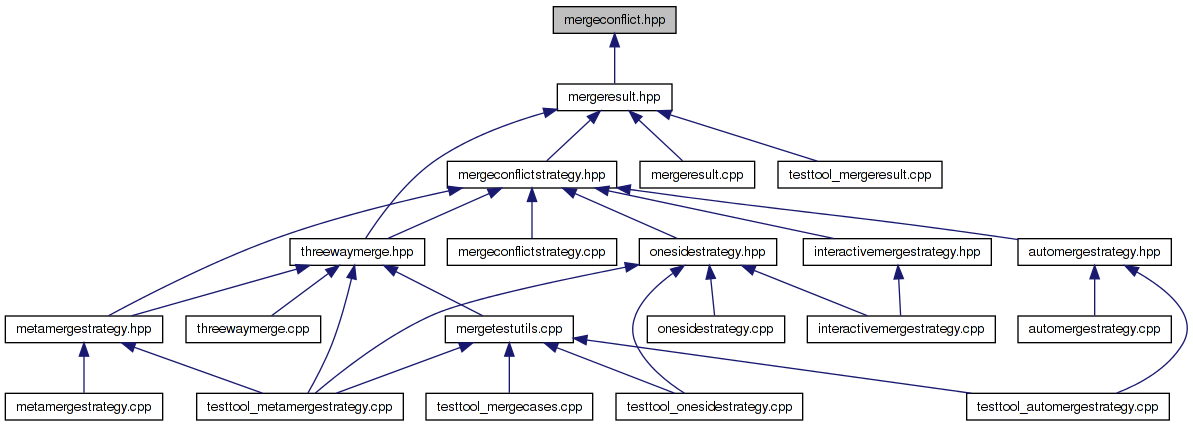 mergeconflict.hpp
mergeresult.hpp
mergeconflictstrategy.hpp
mergeresult.cpp
testtool_mergeresult.cpp
threewaymerge.hpp
mergeconflictstrategy.cpp
onesidestrategy.hpp
interactivemergestrategy.hpp
automergestrategy.hpp
metamergestrategy.hpp
threewaymerge.cpp
mergetestutils.cpp
onesidestrategy.cpp
interactivemergestrategy.cpp
automergestrategy.cpp
metamergestrategy.cpp
testtool_metamergestrategy.cpp
testtool_mergecases.cpp
testtool_onesidestrategy.cpp
testtool_automergestrategy.cpp